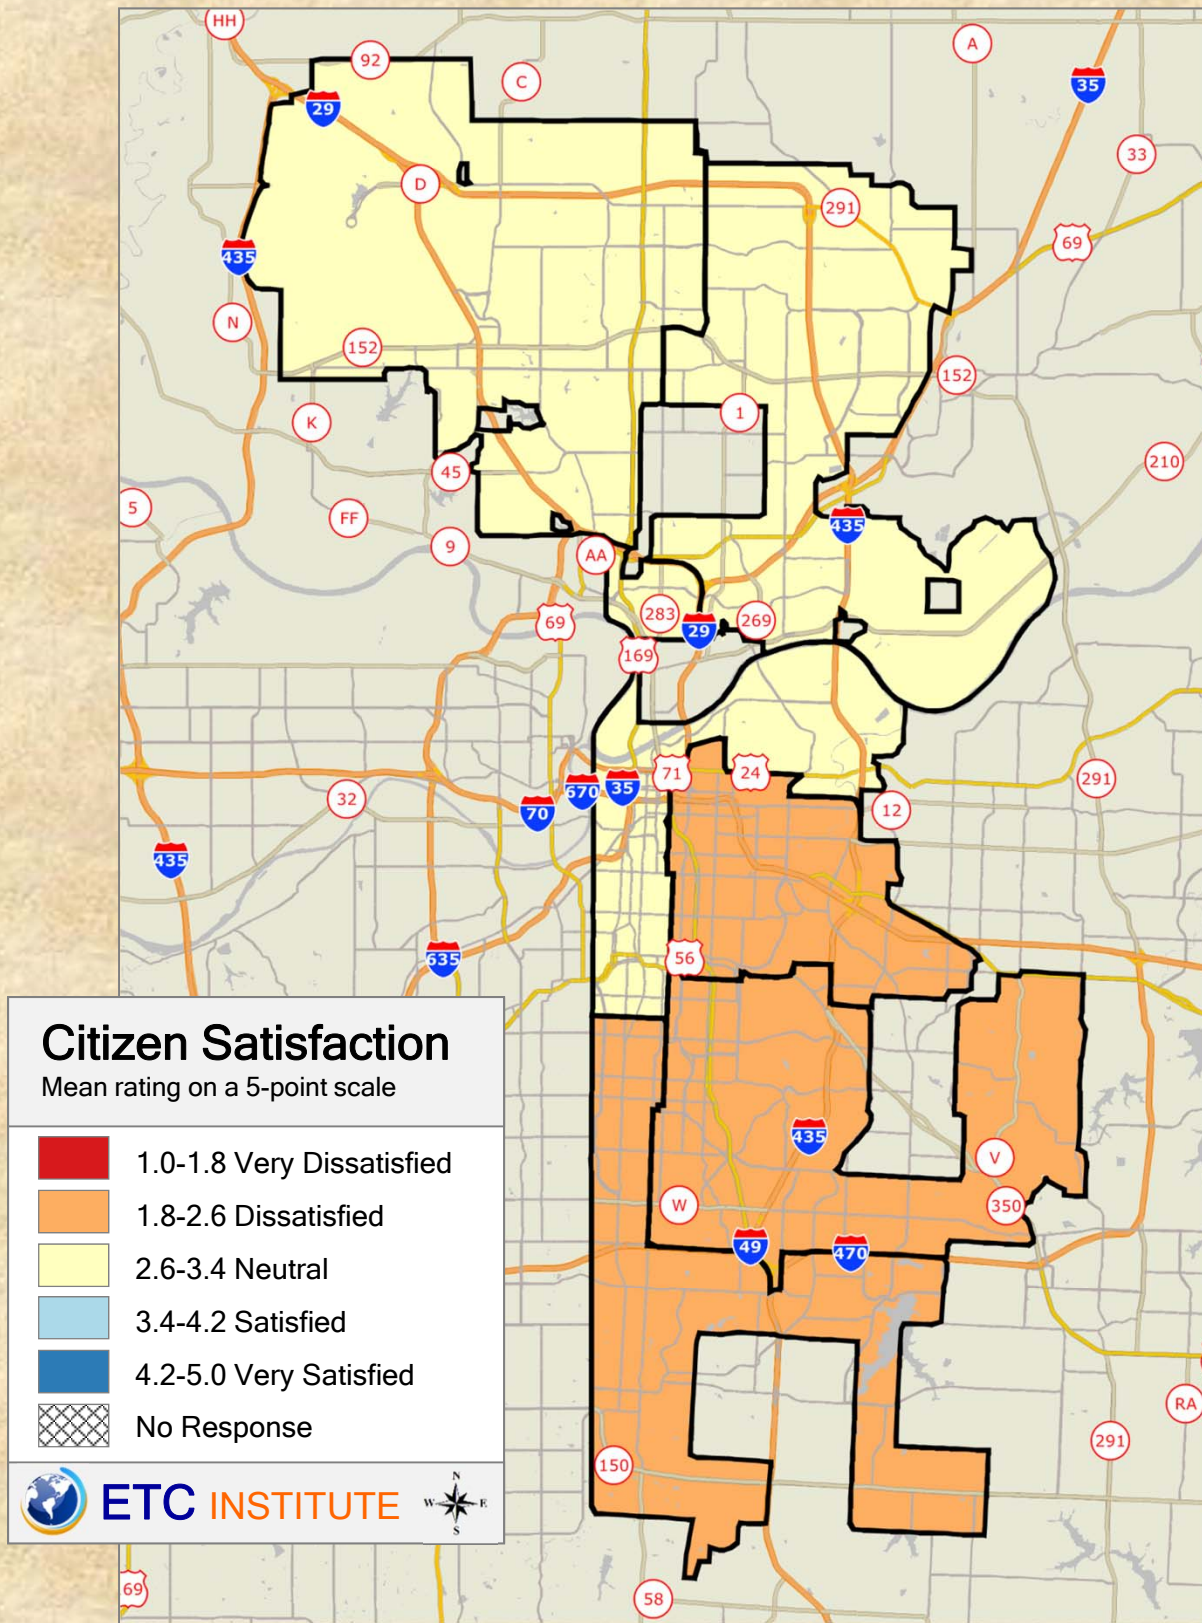 HH
92
C
A
29
35
33
D
291
69
435
N
152
152
K
1
45
210
5
FF
435
9
AA
283
269
69
29
169
71
24
670
35
291
32
70
12
435
56
635
Citizen Satisfaction
Mean rating on a 5-point scale
1.0-1.8 Very Dissatisfied
1.8-2.6 Dissatisfied
2.6-3.4 Neutral
3.4-4.2 Satisfied
4.2-5.0 Very Satisfied
No Response
ETC INSTITUTE
N
W E
S
435
V
W
350
49
470
RA
291
150
69
58